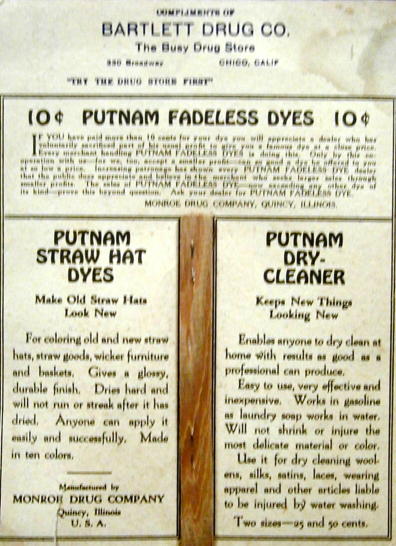 COMPLIMENTS OF
BARTLETT DRUG CO.
The Busy Drug Store
330 Broadway CHICO, CALIF
"TRY THE DRUG STORE FIRST"
10¢ PUTNAM FADELESS DYES 10¢
IF YOU have paid more than 10 cents for your dye you will appreciate a dealer who has
voluntarily sacrificed part of his usual profit to give you a famous dye at a close price.
Every merchant handling PUTNAM FADELESS DYES is doing this. Only by this co-
operation with us—for we, too, accept a smaller profit—can so good a dye be offered to you
at so low a price. Increasing patronage has shown every PUTNAM FADELESS DYE dealer
that the public does appreciate and believe in the merchant who seeks larger sales through
smaller profits. The sales of PUTNAM FADELESS DYE—now exceeding any other dye of
its kind—prove this beyond question. Ask your dealer for PUTNAM FADELESS DYE.
MONROE DRUG COMPANY, QUINCY, ILLINOIS.
PUTNAM
STRAW HAT
DYES
Make Old Straw Hats
Look New
For coloring old and new straw
hats, straw goods, wicker furniture
and baskets. Gives a glossy,
durable finish. Dries hard and
will not run or streak after it has
dried. Anyone can apply it
easily and successfully. Made
in ten colors.
Manufactured by
MONROE DRUG COMPANY
Quincy, Illinois
U. S. A.
PUTNAM
DRY-
CLEANER
Keeps New Things
Looking New
Enables anyone to dry clean at
home with results as good as a
professional can produce.
Easy to use, very effective and
inexpensive. Works in gasoline
as laundry soap works in water.
Will not shrink or injure the
most delicate material or color.
Use it for dry cleaning wool-
ens, silks, satins, laces, wearing
apparel and other articles liable
to be injured by water washing.
Two sizes—25 and 50 cents.